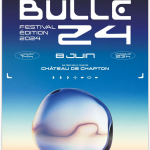 BULLE
FESTIVAL
ÉDITION
2024
24
8 JUIN
CHÂTEAU DE CHAPTON